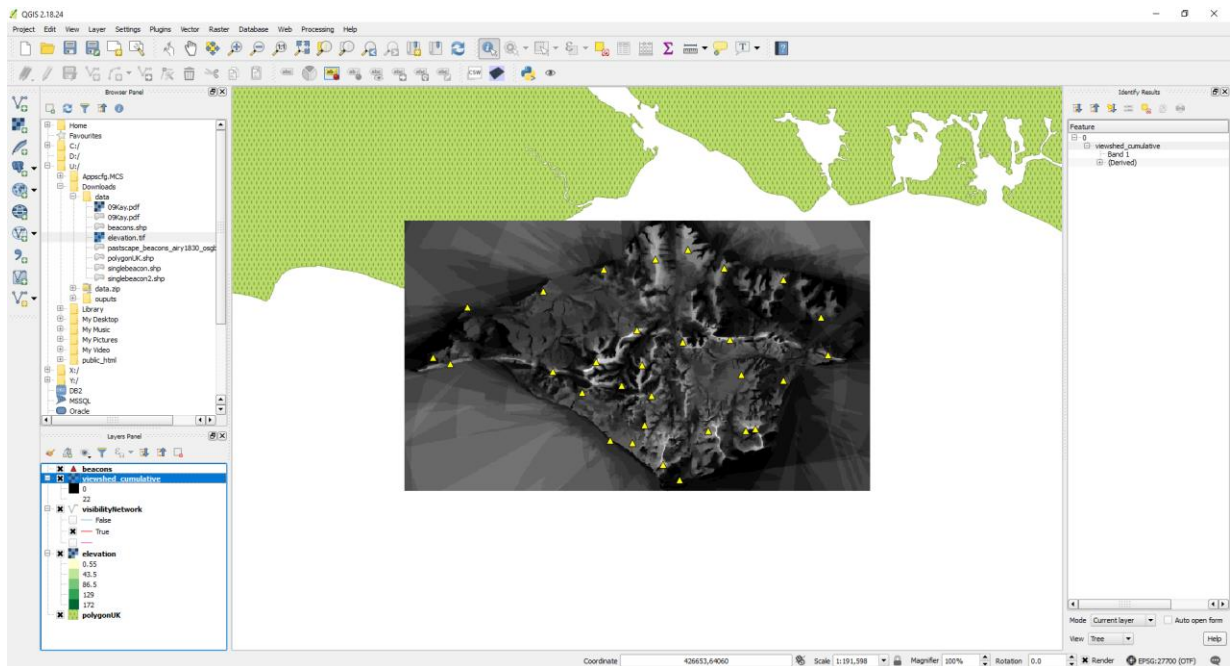 QGIS 2.18.24
Project Edit View Layer Settings Plugins Vector Raster Database Web Processing Help
Browser Panel
Home
Favourites
C:/
D:/
U:/
Appscfg.MCS
Downloads
data
09Kay.pdf
09Kay.pdf
beacons.shp
elevation.tif
pastscape_beacons_airy1830_osgb
polygonUK.shp
singlebeacon.shp
singlebeacon2.shp
data.zip
ouputs
Library
My Desktop
My Music
My Pictures
My Video
public_html
X:/
Y:/
DB2
MSSQL
Oracle
Layers Panel
beacons
viewshed_cumulative
0
22
visibilityNetwork
False
True
elevation
0.55
43.5
86.5
129
172
polygonUK
Identify Results
Feature
0
viewshed_cumulative
Band 1
(Derived)
Mode Current layer Auto open form
View Tree Help
Coordinate 426653,64060 Scale 1:191,598 Magnifier 100% Rotation 0.0 Render EPSG:27700 (OTF)